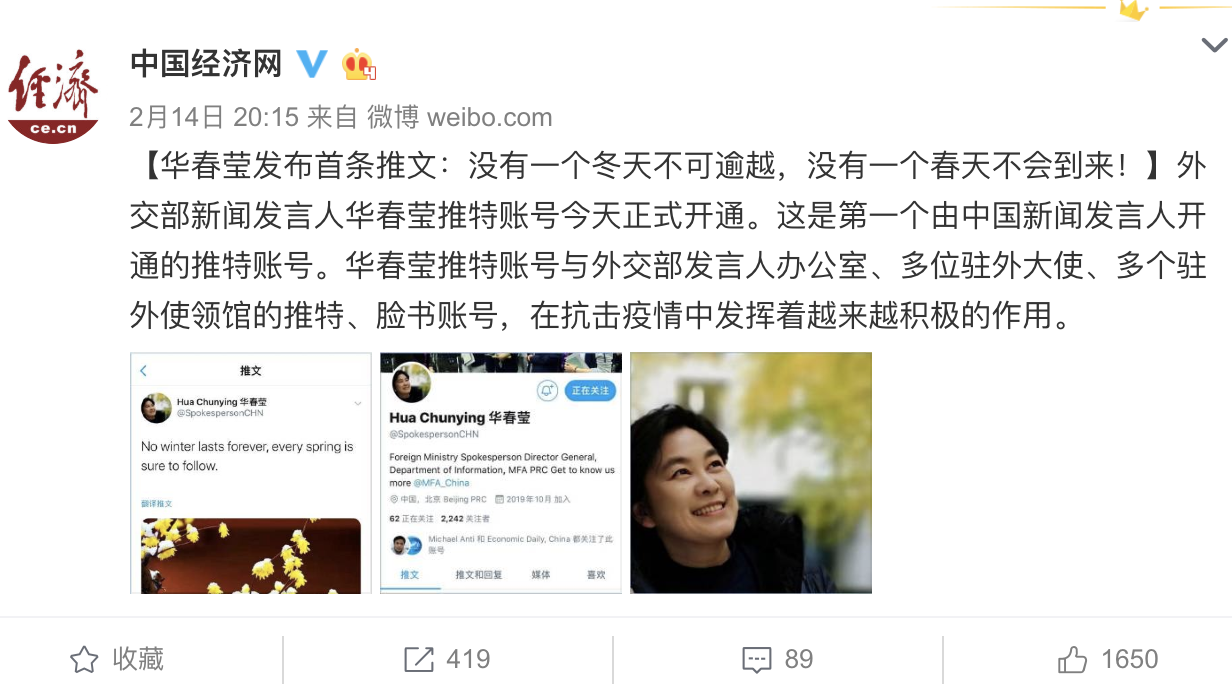 中国经济网
4
经济
ce.cn
2月14日 20:15 来自 微博 weibo.com
【华春莹发布首条推文：没有一个冬天不可逾越，没有一个春天不会到来！】外
交部新闻发言人华春莹推特账号今天正式开通。这是第一个由中国新闻发言人开
通的推特账号。华春莹推特账号与外交部发言人办公室、多位驻外大使、多个驻
外使领馆的推特、脸书账号，在抗击疫情中发挥着越来越积极的作用。
推文
Hua Chunying 华春莹
@SpokespersonCHN
No winter lasts forever, every spring is
sure to follow.
翻译推文
正在关注
Hua Chunying 华春莹
@SpokespersonCHN
Foreign Ministry Spokesperson Director General,
Department of Information, MFA PRC Get to know us
more @MFA_China
中国，北京 Beijing PRC 2019年10月 加入
62 正在关注 2,242 关注者
Michael Anti 和 Economic Daily, China 都关注了此
账号
推文 推文和回复 媒体 喜欢
收藏 419 89 1650